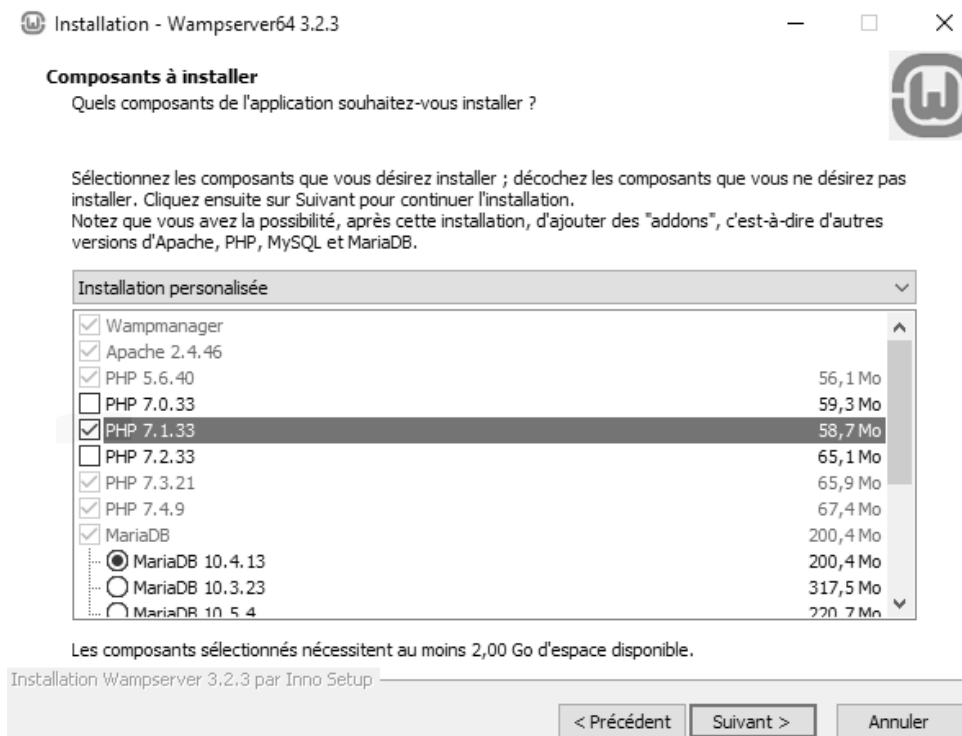 Installation - Wampserver64 3.2.3
Composants à installer
Quels composants de l'application souhaitez-vous installer ?
Sélectionnez les composants que vous désirez installer ; décochez les composants que vous ne désirez pas
installer. Cliquez ensuite sur Suivant pour continuer l'installation.
Notez que vous avez la possibilité, après cette installation, d'ajouter des "addons", c'est-à-dire d'autres
versions d'Apache, PHP, MySQL et MariaDB.
Installation personalisée
Wampmanager
Apache 2.4.46
PHP 5.6.40 56,1 Mo
PHP 7.0.33 59,3 Mo
PHP 7.1.33 58,7 Mo
PHP 7.2.33 65,1 Mo
PHP 7.3.21 65,9 Mo
PHP 7.4.9 67,4 Mo
MariaDB 200,4 Mo
MariaDB 10.4.13 200,4 Mo
MariaDB 10.3.23 317,5 Mo
MariaDB 10.5.4 220,7 Mo
Les composants sélectionnés nécessitent au moins 2,00 Go d'espace disponible.
Installation Wampserver 3.2.3 par Inno Setup
< Précédent Suivant > Annuler